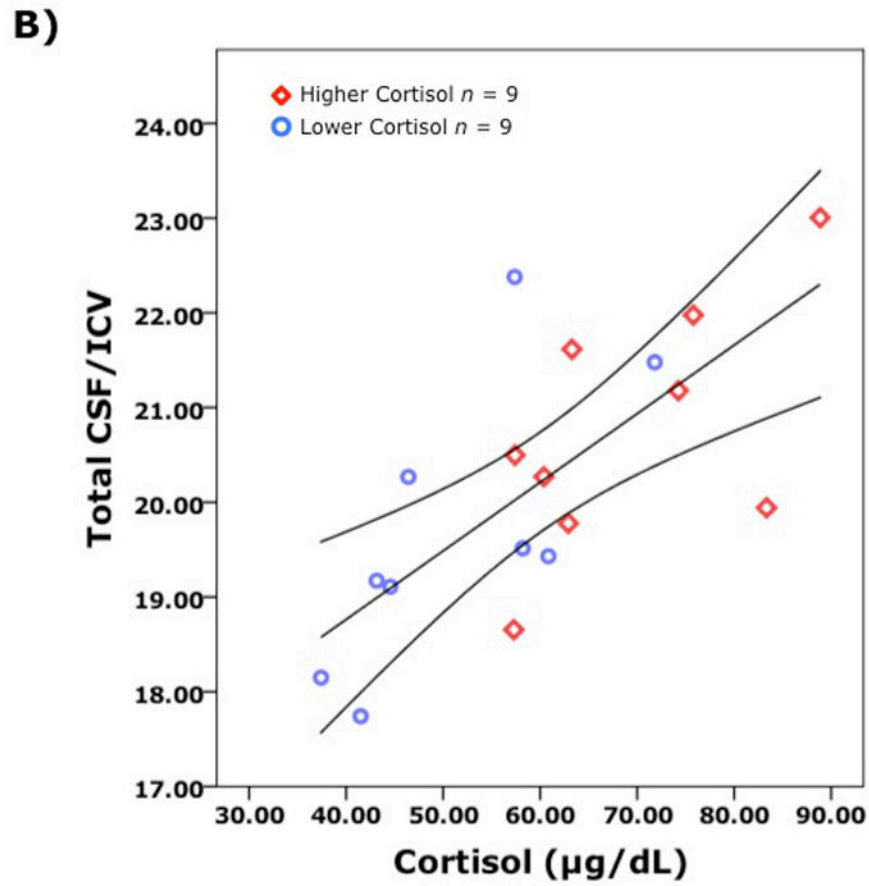 B)
Higher Cortisol n = 9
Lower Cortisol n = 9
24.00
23.00
22.00
21.00
20.00
19.00
18.00
17.00
Total CSF/ICV
30.00 40.00 50.00 60.00 70.00 80.00 90.00
Cortisol (µg/dL)